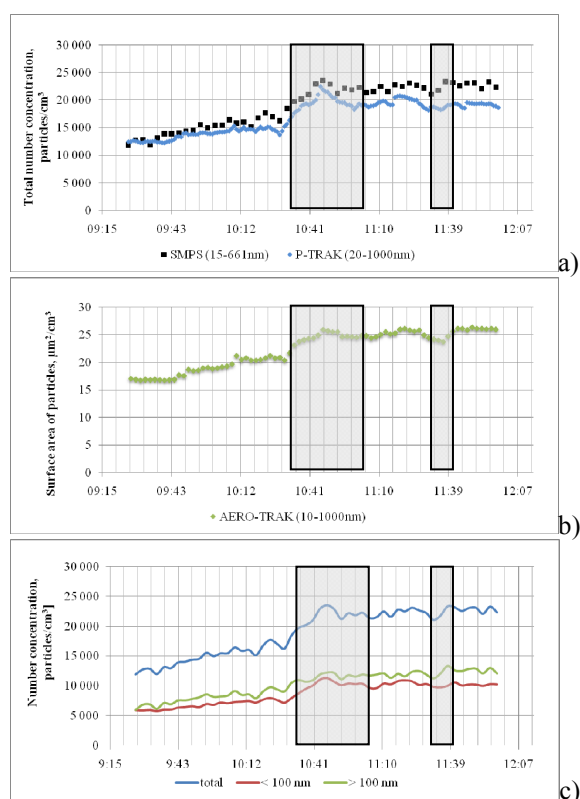 Total number concentration, particles/cm³
30 000
25 000
20 000
15 000
10 000
5 000
0
09:15 09:43 10:12 10:41 11:10 11:39 12:07
SMPS (15-661nm) P-TRAK (20-1000nm)
a)
Surface area of particles, µm²/cm³
30
25
20
15
10
5
0
09:15 09:43 10:12 10:41 11:10 11:39 12:07
AERO-TRAK (10-1000nm)
b)
Number concentration,
particles/cm³]
30 000
25 000
20 000
15 000
10 000
5 000
0
9:15 9:43 10:12 10:41 11:10 11:39 12:07
total < 100 nm > 100 nm
c)